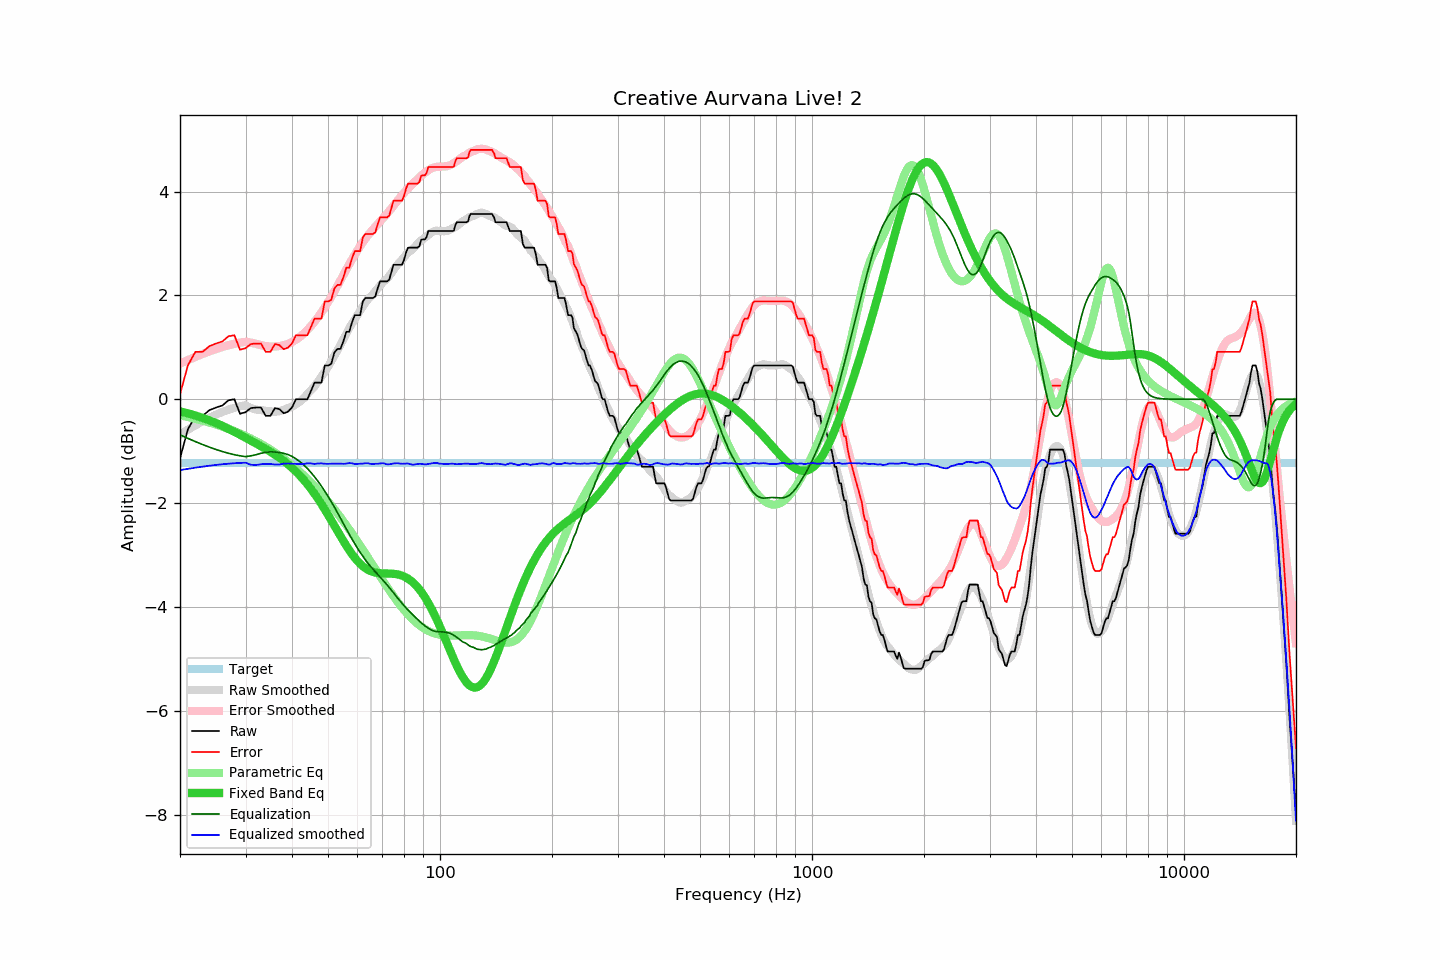 Creative Aurvana Live! 2
Amplitude (dBr)
4
2
0
−2
−4
−6
−8
Target
Raw Smoothed
Error Smoothed
Raw
Error
Parametric Eq
Fixed Band Eq
Equalization
Equalized smoothed
100
1000
10000
Frequency (Hz)